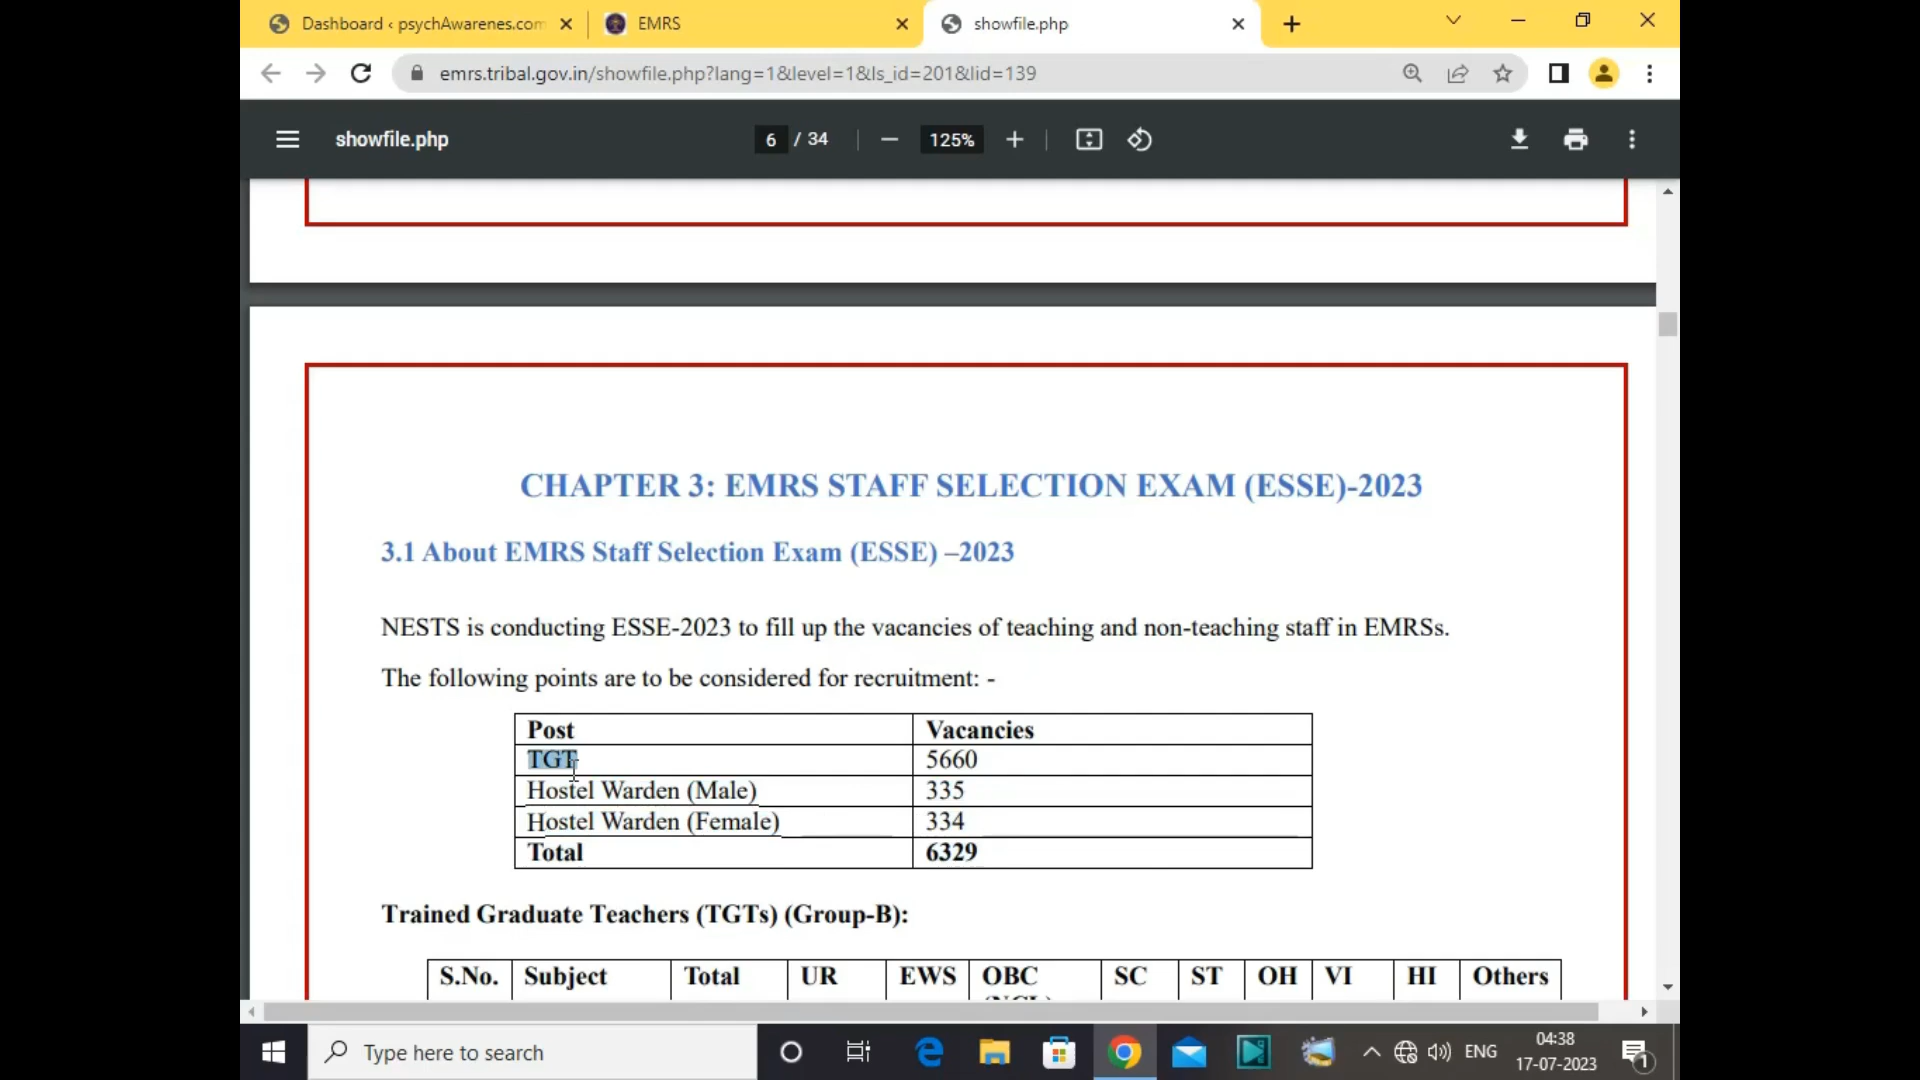 Dashboard ‹ psychAwarenes.com
EMRS
showfile.php
emrs.tribal.gov.in/showfile.php?lang=1&level=1&ls_id=201&lid=139
showfile.php
6 / 34
125%
CHAPTER 3: EMRS STAFF SELECTION EXAM (ESSE)-2023
3.1 About EMRS Staff Selection Exam (ESSE) –2023
NESTS is conducting ESSE-2023 to fill up the vacancies of teaching and non-teaching staff in EMRSs.
The following points are to be considered for recruitment: -
Post Vacancies
TGT 5660
Hostel Warden (Male) 335
Hostel Warden (Female) 334
Total 6329
Trained Graduate Teachers (TGTs) (Group-B):
S.No. Subject Total UR EWS OBC SC ST OH VI HI Others
Type here to search
ENG
04:38
17-07-2023
1